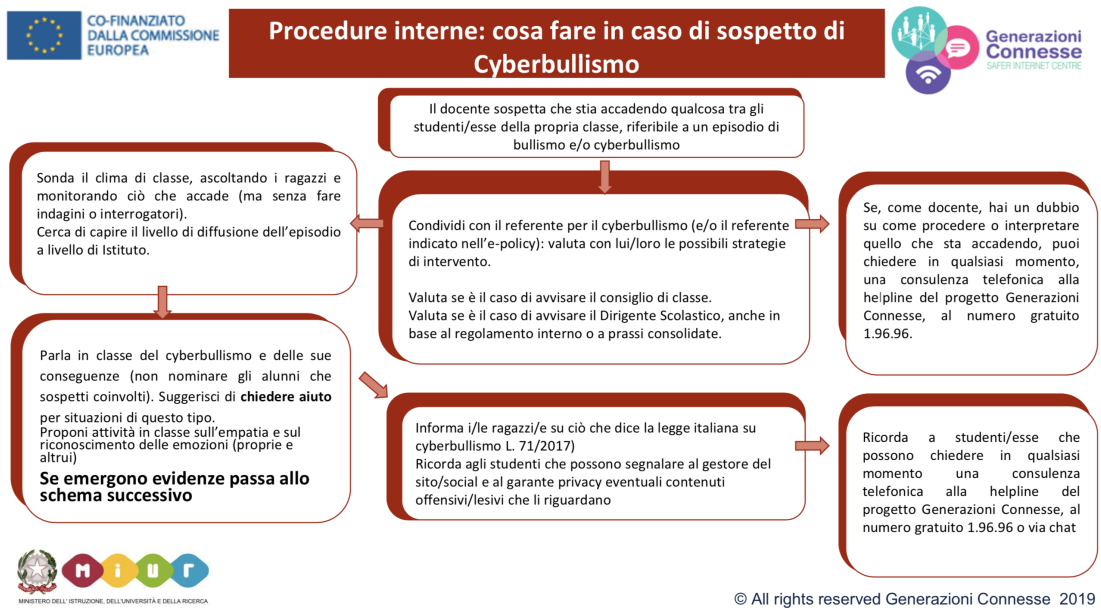 CO-FINANZIATO
DALLA COMMISSIONE
EUROPEA
Procedure interne: cosa fare in caso di sospetto di
Cyberbullismo
Generazioni
Connesse
SAFER INTERNET CENTRE
Il docente sospetta che stia accadendo qualcosa tra gli
studenti/esse della propria classe, riferibile a un episodio di
bullismo e/o cyberbullismo
Sonda il clima di classe, ascoltando i ragazzi e
monitorando ciò che accade (ma senza fare
indagini o interrogatori).
Cerca di capire il livello di diffusione dell'episodio
a livello di Istituto.
Condividi con il referente per il cyberbullismo (e/o il referente
indicato nell'e-policy): valuta con lui/loro le possibili strategie
di intervento.
Valuta se è il caso di avvisare il consiglio di classe.
Valuta se è il caso di avvisare il Dirigente Scolastico, anche in
base al regolamento interno o a prassi consolidate.
Se, come docente, hai un dubbio
su come procedere o interpretare
quello che sta accadendo, puoi
chiedere in qualsiasi momento,
una consulenza telefonica alla
helpline del progetto Generazioni
Connesse, al numero gratuito
1.96.96.
Parla in classe del cyberbullismo e delle sue
conseguenze (non nominare gli alunni che
sospetti coinvolti). Suggerisci di chiedere aiuto
per situazioni di questo tipo.
Proponi attività in classe sull'empatia e sul
riconoscimento delle emozioni (proprie e
altrui)
Se emergono evidenze passa allo
schema successivo
Informa i/le ragazzi/e su ciò che dice la legge italiana su
cyberbullismo L. 71/2017)
Ricorda agli studenti che possono segnalare al gestore del
sito/social e al garante privacy eventuali contenuti
offensivi/lesivi che li riguardano
Ricorda a studenti/esse che
possono chiedere in qualsiasi
momento una consulenza
telefonica alla helpline del
progetto Generazioni Connesse, al
numero gratuito 1.96.96 o via chat
MIUR
MINISTERO DELL' ISTRUZIONE, DELL'UNIVERSITÀ E DELLA RICERCA
© All rights reserved Generazioni Connesse 2019